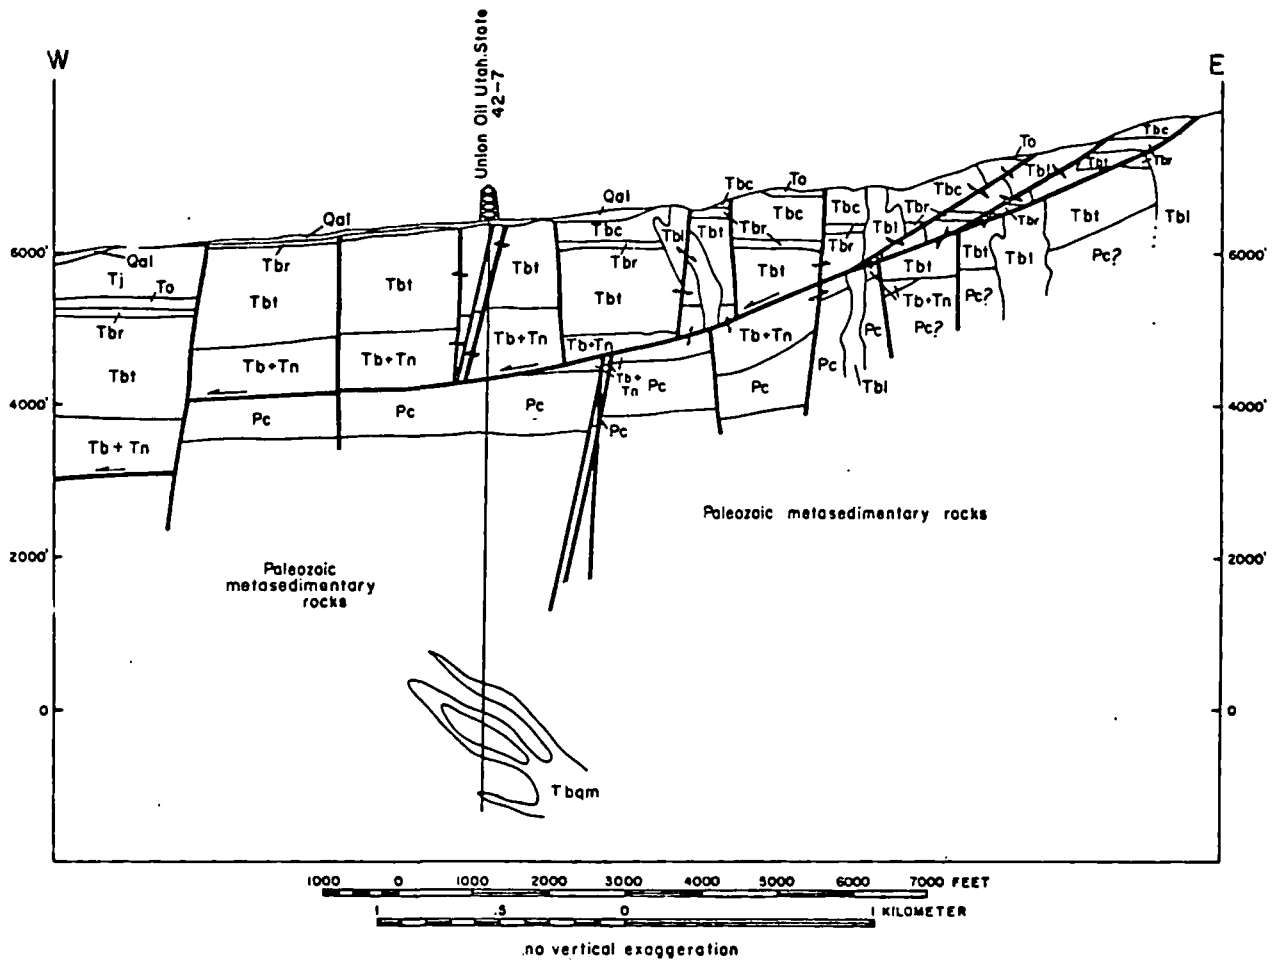 W
Union Oil Utah State
42-7
E
To
Tbc
Tbt
Tbl
Tbr
Tbc
Tbc
To
Tbc
Tbc
Tbl
Tbr
Tbr
Tbt
Tbl
Qal
Qal
Tbc
Tbl
Tbt
Tbr
Tbr
Tbt
Tbt
Pc?
6000'
Qal
Tj
To
Tbr
Tbt
Tbt
Tbr
Tbt
Tbt
Tbl
6000'
Tbr
Tbt
Tb+Tn
Tb+Tn
Tb+Tn
Tb+Tn
Tb+Tn
Tb+Tn
Pc?
Pc?
Pc
Tbt
4000'
Pc
Pc
Pc
Tb+
Tn
Pc
Pc
Pc
Tbl
4000'
Tb+Tn
Pc
Paleozoic metasedimentary rocks
2000'
2000'
Paleozoic
metasedimentary
rocks
0
0
Tbqm
1000 0 1000 2000 3000 4000 5000 6000 7000 FEET
1 .5 0 1 KILOMETER
no vertical exaggeration